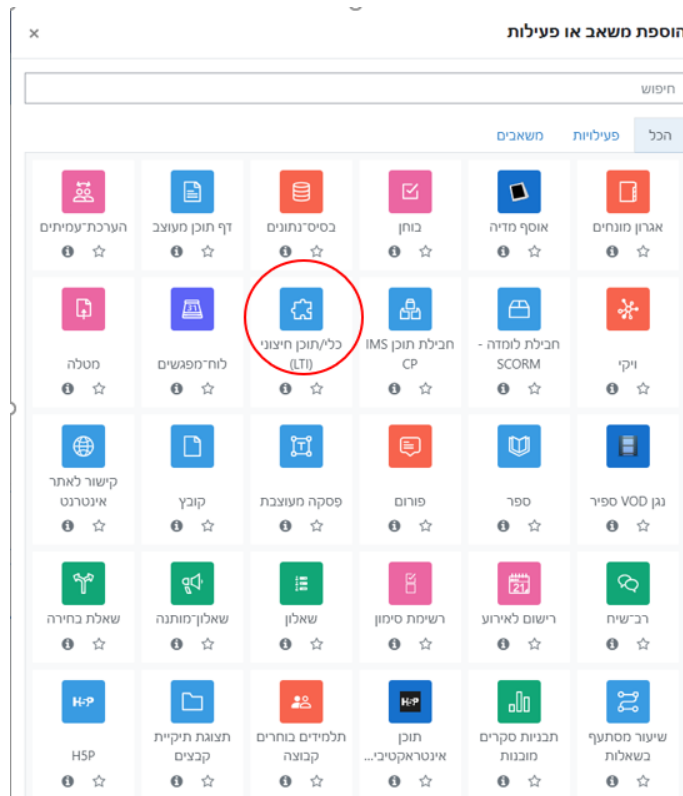 הוספת משאב או פעילות
×
חיפוש
הכל פעילויות משאבים
אגרון מונחים אוסף מדיה בוחן בסיס־נתונים דף תוכן מעוצב הערכת־עמיתים
ויקי חבילת לומדה - SCORM חבילת תוכן IMS CP כלי/תוכן חיצוני (LTI) לוח־מפגשים מטלה
נגן VOD ספיר ספר פורום פסקה מעוצבת קובץ קישור לאתר אינטרנט
רב־שיח רישום לאירוע רשימת סימון שאלון שאלון־מותנה שאלת בחירה
שיעור מסתעף בשאלות תבניות סקרים מובנות תוכן אינטראקטיבי... תלמידים בוחרים קבוצה תצוגת תיקיית קבצים H5P